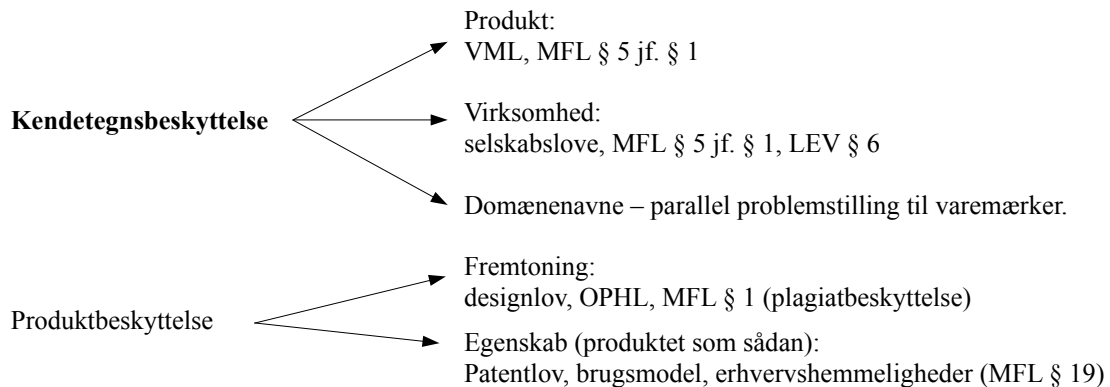 Produkt:
VML, MFL § 5 jf. § 1
Kendetegnsbeskyttelse
Virksomhed:
selskabslove, MFL § 5 jf. § 1, LEV § 6
Domænenavne – parallel problemstilling til varemærker.
Fremtoning:
designlov, OPHL, MFL § 1 (plagiatbeskyttelse)
Produktbeskyttelse
Egenskab (produktet som sådan):
Patentlov, brugsmodel, erhvervshemmeligheder (MFL § 19)